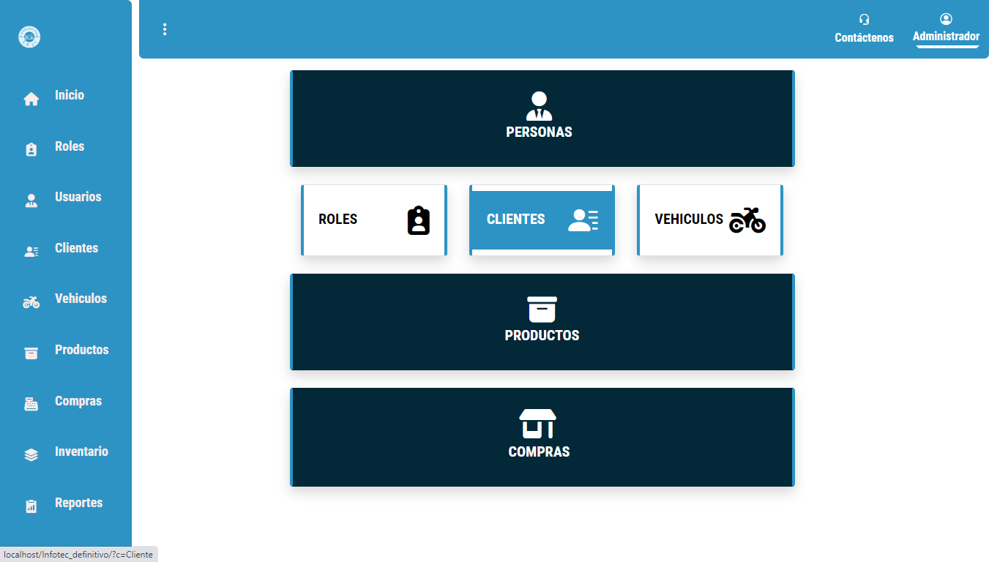 Contáctenos
Administrador
Inicio
Roles
Usuarios
Clientes
Vehiculos
Productos
Compras
Inventario
Reportes
PERSONAS
ROLES
CLIENTES
VEHICULOS
PRODUCTOS
COMPRAS
localhost/Infotec_definitivo/?c=Cliente